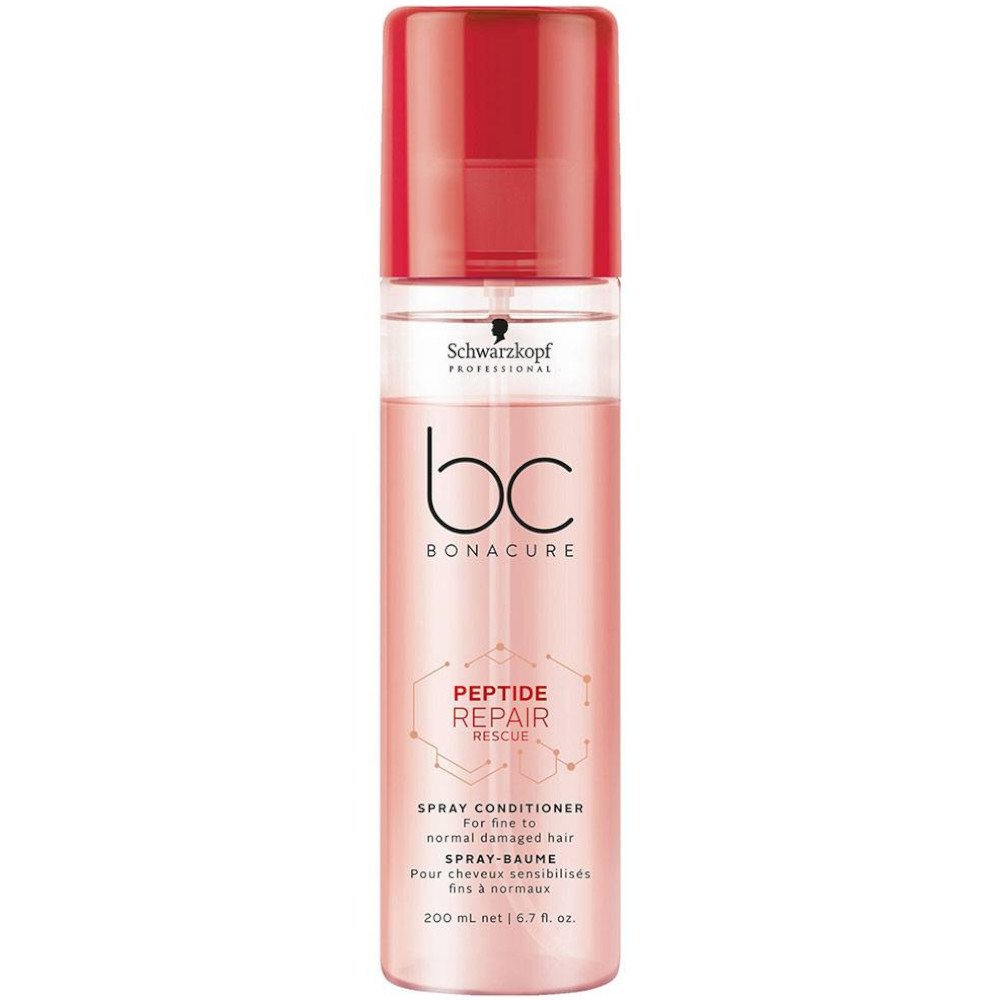 Schwarzkopf
PROFESSIONAL
bc
BONACURE
PEPTIDE
REPAIR
RESCUE
SPRAY CONDITIONER
For fine to
normal damaged hair
SPRAY-BAUME
Pour cheveux sensibilisés
fins à normaux
200 mL net | 6.7 fl. oz.